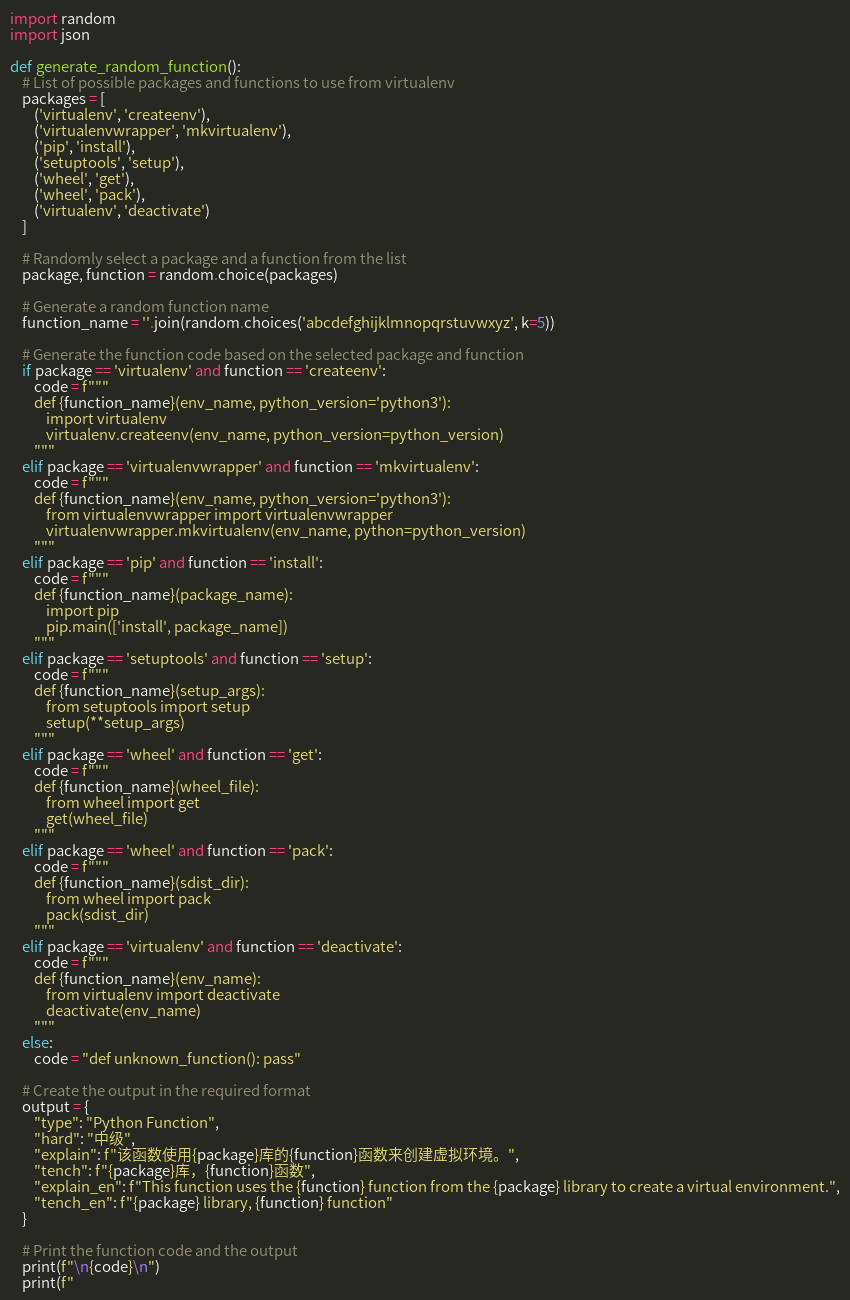 import random
import json

def generate_random_function():
    # List of possible packages and functions to use from virtualenv
    packages = [
        ('virtualenv', 'createenv'),
        ('virtualenvwrapper', 'mkvirtualenv'),
        ('pip', 'install'),
        ('setuptools', 'setup'),
        ('wheel', 'get'),
        ('wheel', 'pack'),
        ('virtualenv', 'deactivate')
    ]

    # Randomly select a package and a function from the list
    package, function = random.choice(packages)

    # Generate a random function name
    function_name = ''.join(random.choices('abcdefghijklmnopqrstuvwxyz', k=5))

    # Generate the function code based on the selected package and function
    if package == 'virtualenv' and function == 'createenv':
        code = f"""
        def {function_name}(env_name, python_version='python3'):
            import virtualenv
            virtualenv.createenv(env_name, python_version=python_version)
        """
    elif package == 'virtualenvwrapper' and function == 'mkvirtualenv':
        code = f"""
        def {function_name}(env_name, python_version='python3'):
            from virtualenvwrapper import virtualenvwrapper
            virtualenvwrapper.mkvirtualenv(env_name, python=python_version)
        """
    elif package == 'pip' and function == 'install':
        code = f"""
        def {function_name}(package_name):
            import pip
            pip.main(['install', package_name])
        """
    elif package == 'setuptools' and function == 'setup':
        code = f"""
        def {function_name}(setup_args):
            from setuptools import setup
            setup(**setup_args)
        """
    elif package == 'wheel' and function == 'get':
        code = f"""
        def {function_name}(wheel_file):
            from wheel import get
            get(wheel_file)
        """
    elif package == 'wheel' and function == 'pack':
        code = f"""
        def {function_name}(sdist_dir):
            from wheel import pack
            pack(sdist_dir)
        """
    elif package == 'virtualenv' and function == 'deactivate':
        code = f"""
        def {function_name}(env_name):
            from virtualenv import deactivate
            deactivate(env_name)
        """
    else:
        code = "def unknown_function(): pass"

    # Create the output in the required format
    output = {
        "type": "Python Function",
        "hard": "中级",
        "explain": f"该函数使用{package}库的{function}函数来创建虚拟环境。",
        "tench": f"{package}库，{function}函数",
        "explain_en": f"This function uses the {function} function from the {package} library to create a virtual environment.",
        "tench_en": f"{package} library, {function} function"
    }

    # Print the function code and the output
    print(f"\n{code}\n")
    print(f"